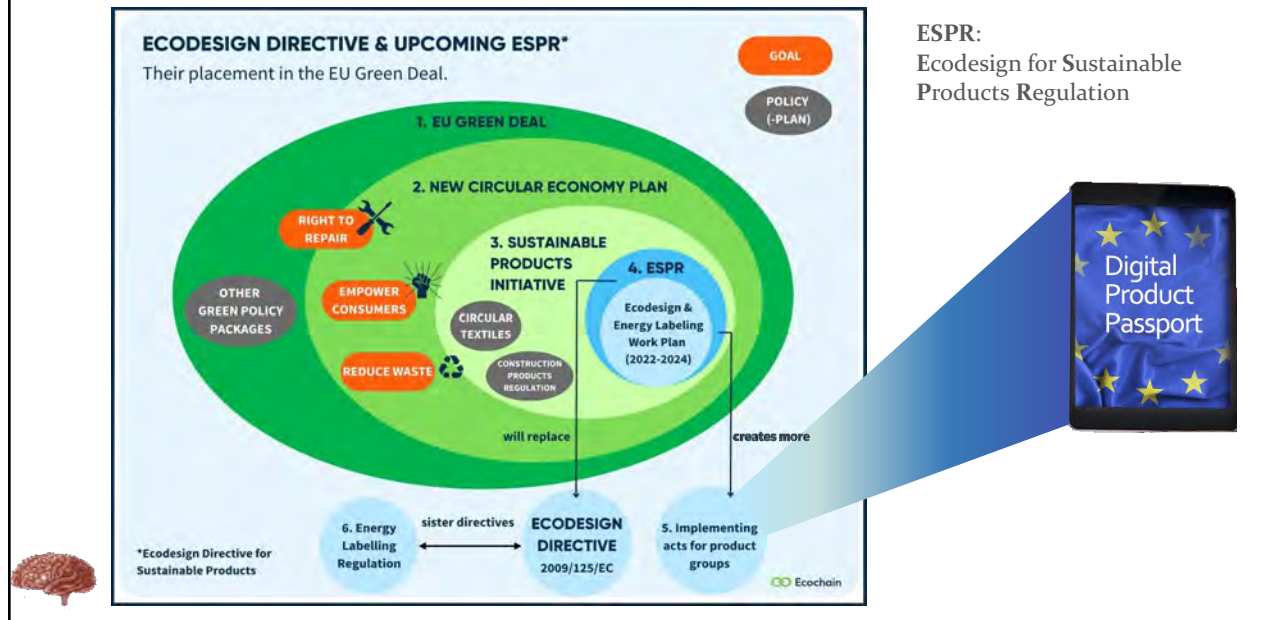 ECODESIGN DIRECTIVE & UPCOMING ESPR*
Their placement in the EU Green Deal.
GOAL
POLICY
(-PLAN)
1. EU GREEN DEAL
2. NEW CIRCULAR ECONOMY PLAN
RIGHT TO
REPAIR
3. SUSTAINABLE
PRODUCTS
INITIATIVE
4. ESPR
Ecodesign &
Energy Labeling
Work Plan
(2022-2024)
OTHER
GREEN POLICY
PACKAGES
EMPOWER
CONSUMERS
CIRCULAR
TEXTILES
REDUCE WASTE
CONSTRUCTION
PRODUCTS
REGULATION
will replace
creates more
6. Energy
Labelling
Regulation
sister directives
ECODESIGN
DIRECTIVE
2009/125/EC
5. Implementing
acts for product
groups
*Ecodesign Directive for
Sustainable Products
Ecochain
ESPR:
Ecodesign for Sustainable
Products Regulation
Digital
Product
Passport